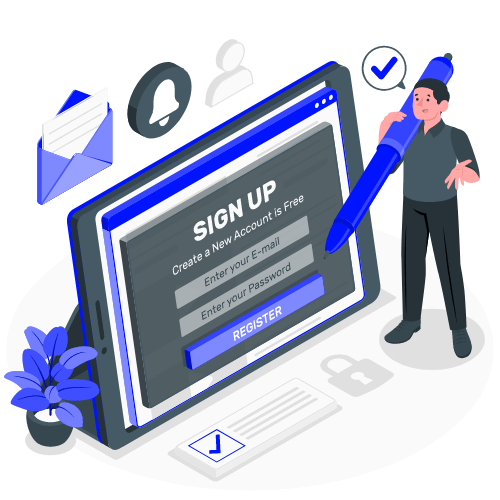 SIGN UP
Create a New Account is Free
Enter your E-mail
Enter your Password
REGISTER